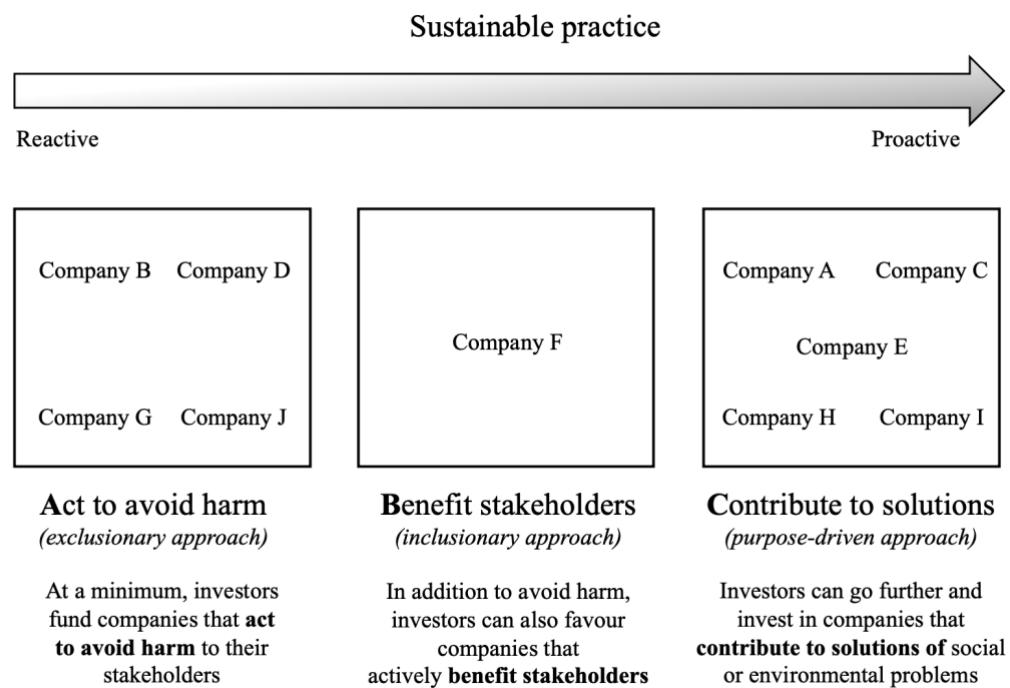 Sustainable practice
Reactive
Proactive
Company B
Company D
Company G
Company J
Act to avoid harm
(exclusionary approach)
At a minimum, investors
fund companies that act
to avoid harm to their
stakeholders
Company F
Benefit stakeholders
(inclusionary approach)
In addition to avoid harm,
investors can also favour
companies that
actively benefit stakeholders
Company A
Company C
Company E
Company H
Company I
Contribute to solutions
(purpose-driven approach)
Investors can go further and
invest in companies that
contribute to solutions of social
or environmental problems